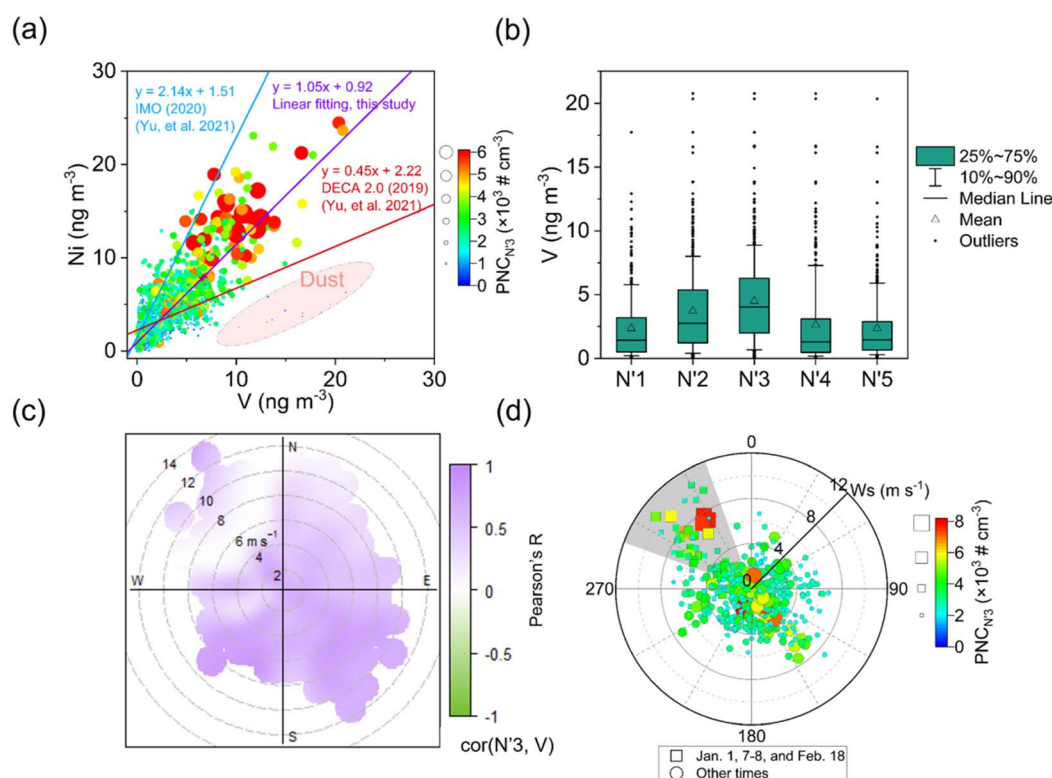 (a)
30
20
10
0
Ni (ng m⁻³)
y = 2.14x + 1.51
IMO (2020)
(Yu, et al. 2021)
y = 1.05x + 0.92
Linear fitting, this study
y = 0.45x + 2.22
DECA 2.0 (2019)
(Yu, et al. 2021)
Dust
0 10 20 30
V (ng m⁻³)
6
5
4
3
2
1
0
PNC_N'3 (×10³ # cm⁻³)
(b)
20
15
10
5
0
V (ng m⁻³)
N'1 N'2 N'3 N'4 N'5
25%~75%
10%~90%
Median Line
Mean
Outliers
(c)
14
12
10
8
6 m s⁻¹
4
2
N
W
E
S
1
0.5
0
-0.5
-1
Pearson's R
cor(N'3, V)
(d)
0
12 Ws (m s⁻¹)
8
4
0
270
90
180
8
6
4
2
0
PNC_N'3 (×10³ # cm⁻³)
Jan. 1, 7-8, and Feb. 18
Other times